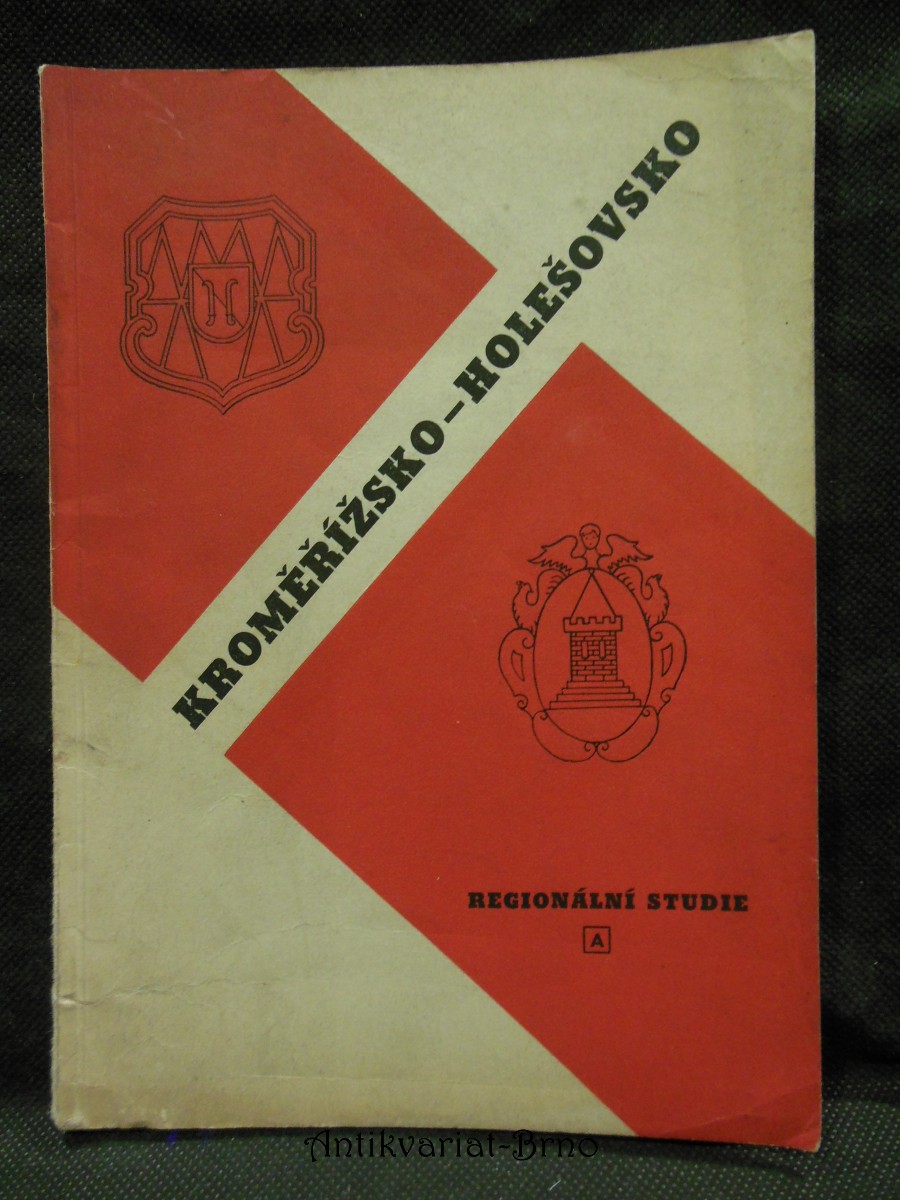 KROMĚŘÍŽSKO-HOLEŠOVSKO
N
REGIONÁLNÍ STUDIE
A
Antikvariat-Brno